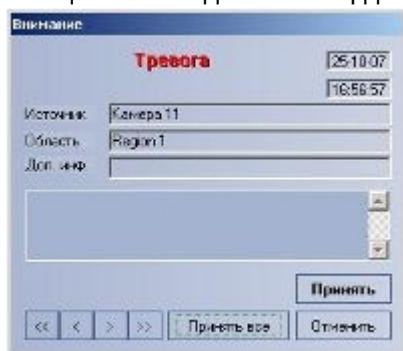 Внимание
Тревога 25-10-07
16:56:57
Источник Камера 11
Область Region 1
Доп. инф.
Принять
<< < > >> Принять все Отменить